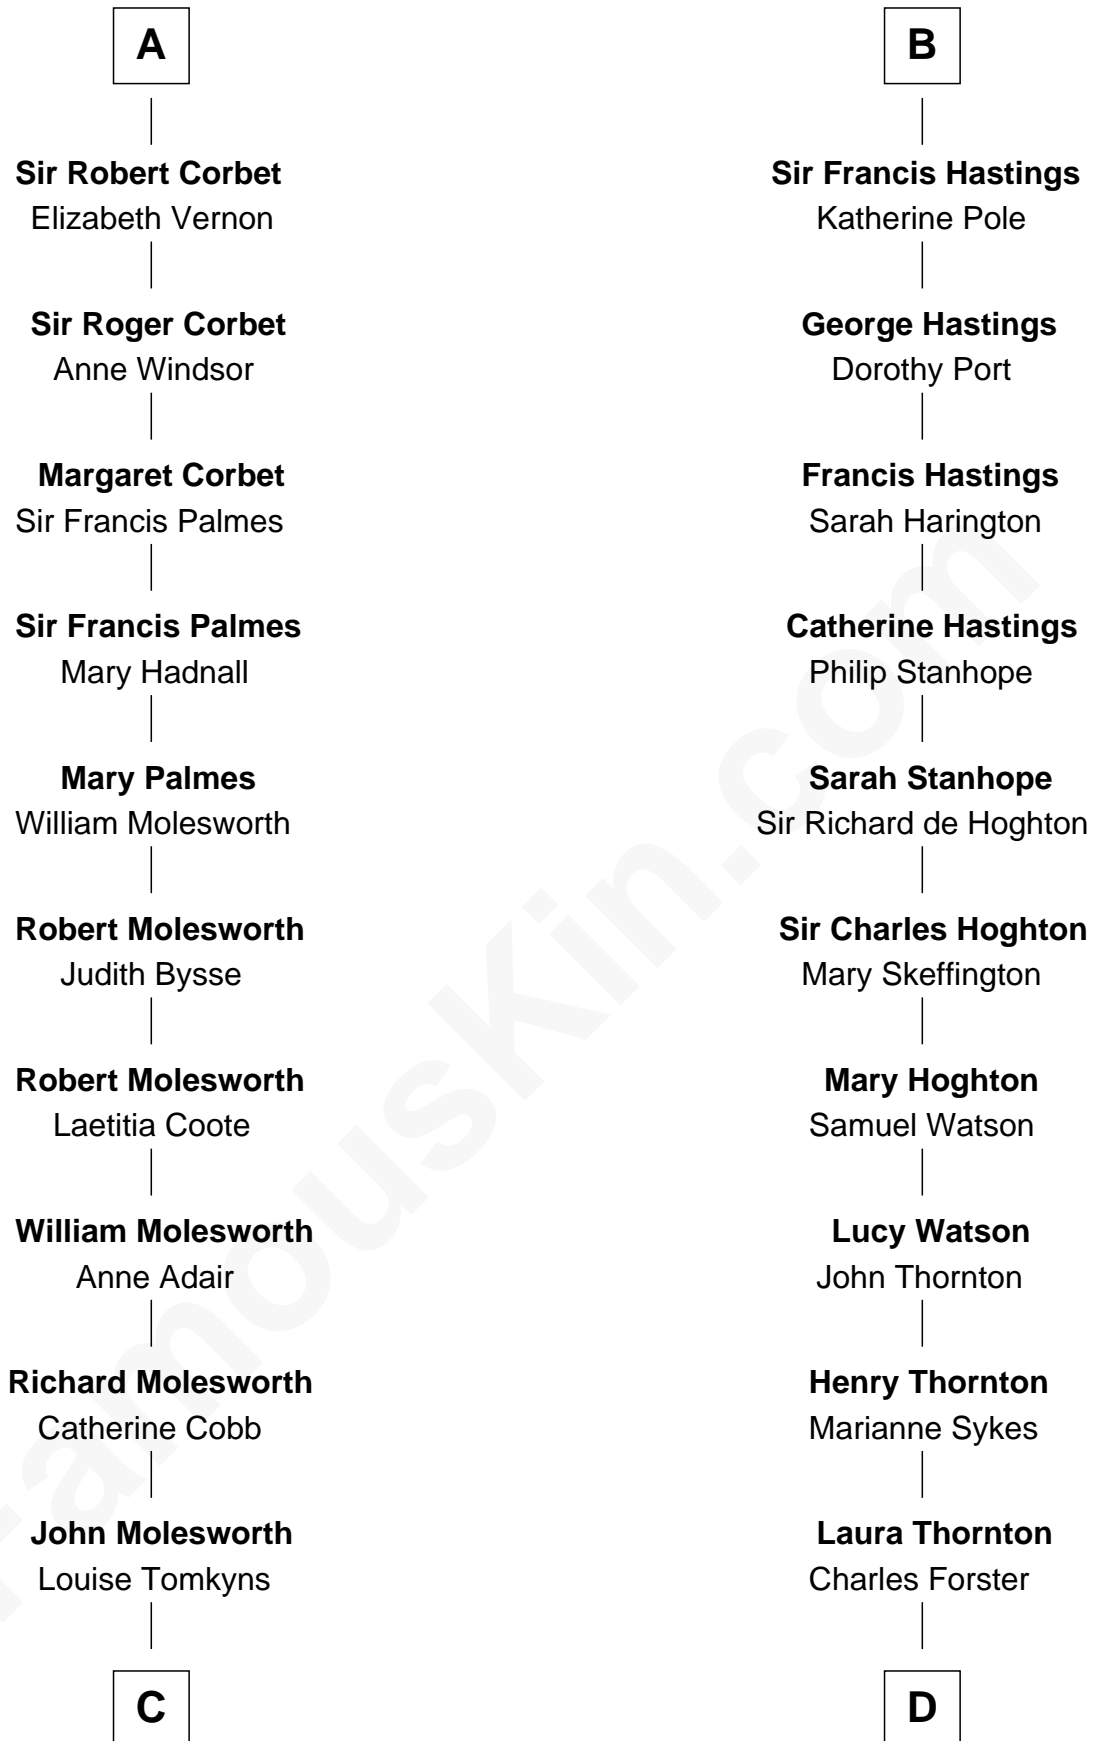 A
Sir Robert Corbet
Elizabeth Vernon
Sir Roger Corbet
Anne Windsor
Margaret Corbet
Sir Francis Palmes
Sir Francis Palmes
Mary Hadnall
Mary Palmes
William Molesworth
Robert Molesworth
Judith Bysse
Robert Molesworth
Laetitia Coote
William Molesworth
Anne Adair
Richard Molesworth
Catherine Cobb
John Molesworth
Louise Tomkyns
C
B
Sir Francis Hastings
Katherine Pole
George Hastings
Dorothy Port
Francis Hastings
Sarah Harington
Catherine Hastings
Philip Stanhope
Sarah Stanhope
Sir Richard de Hoghton
Sir Charles Hoghton
Mary Skeffington
Mary Hoghton
Samuel Watson
Lucy Watson
John Thornton
Henry Thornton
Marianne Sykes
Laura Thornton
Charles Forster
D
FamousKin.com